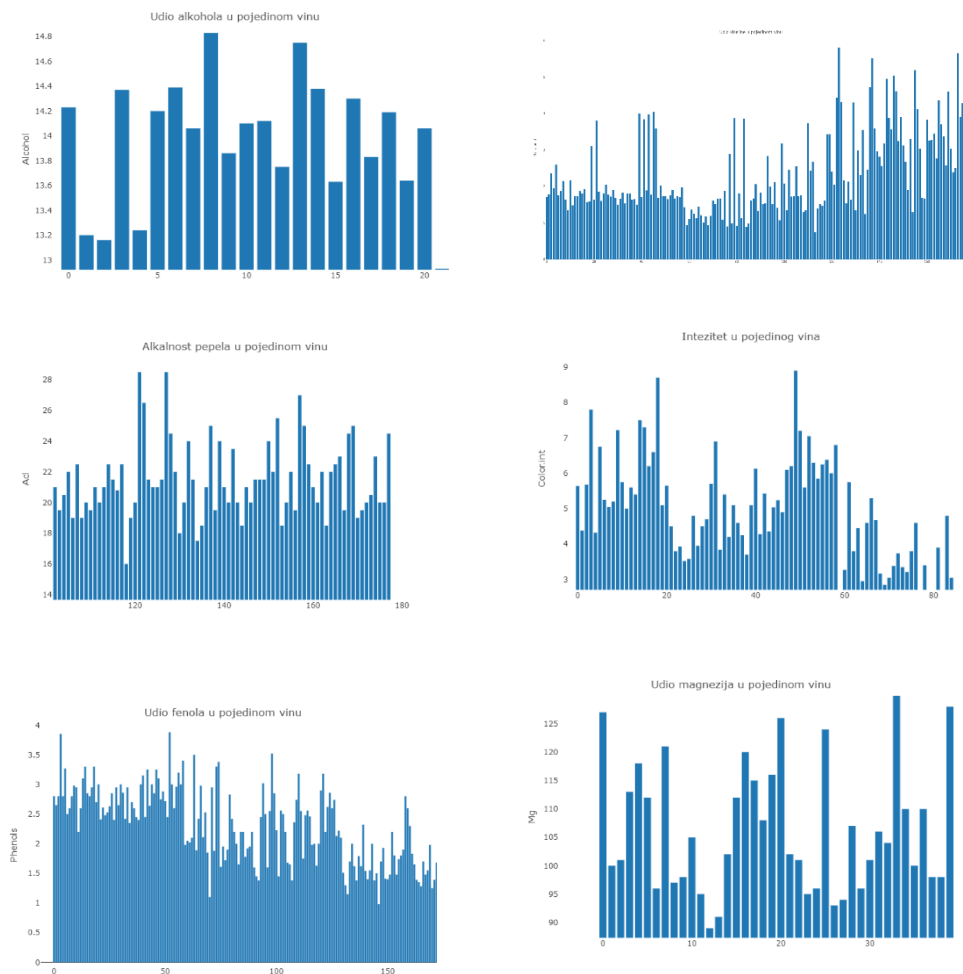 Udio alkohola u pojedinom vinu
14.8
14.6
14.4
14.2
14
13.8
13.6
13.4
13.2
13
Alcohol
0 5 10 15 20
u pojedinom vinu
Alkalnost pepela u pojedinom vinu
28
26
24
22
20
18
16
14
Acl
120 140 160 180
Intezitet u pojedinog vina
9
8
7
6
5
4
3
Color.int
0 20 40 60 80
Udio fenola u pojedinom vinu
4
3.5
3
2.5
2
1.5
1
0.5
0
Phenols
0 50 100 150
Udio magnezija u pojedinom vinu
125
120
115
110
105
100
95
90
Mg
0 10 20 30